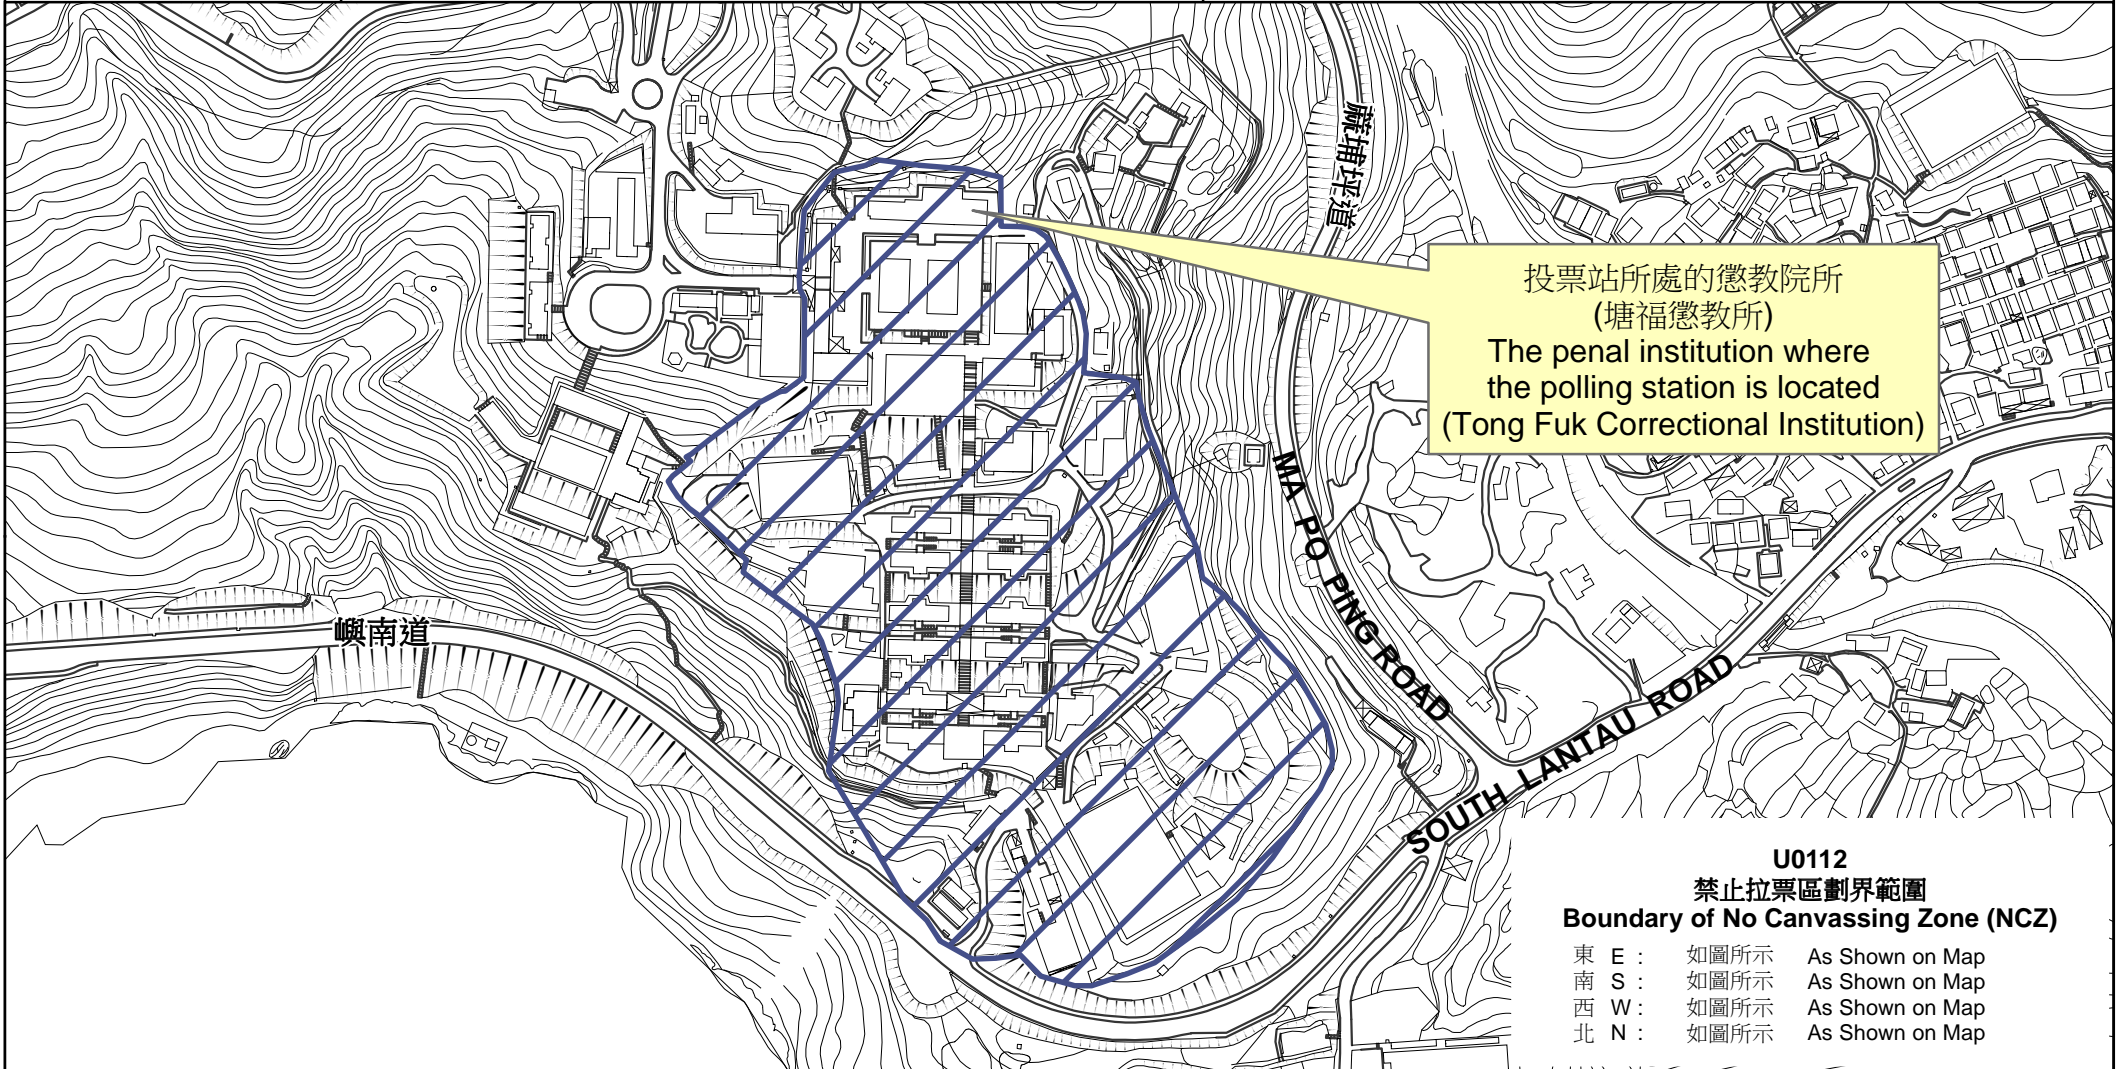 蔴埔坪道
投票站所處的懲教院所
(塘福懲教所)
The penal institution where
the polling station is located
(Tong Fuk Correctional Institution)
MA PO PING ROAD
嶼南道
SOUTH LANTAU ROAD
U0112
禁止拉票區劃界範圍
Boundary of No Canvassing Zone (NCZ)
東 E : 如圖所示 As Shown on Map
南 S : 如圖所示 As Shown on Map
西 W : 如圖所示 As Shown on Map
北 N : 如圖所示 As Shown on Map